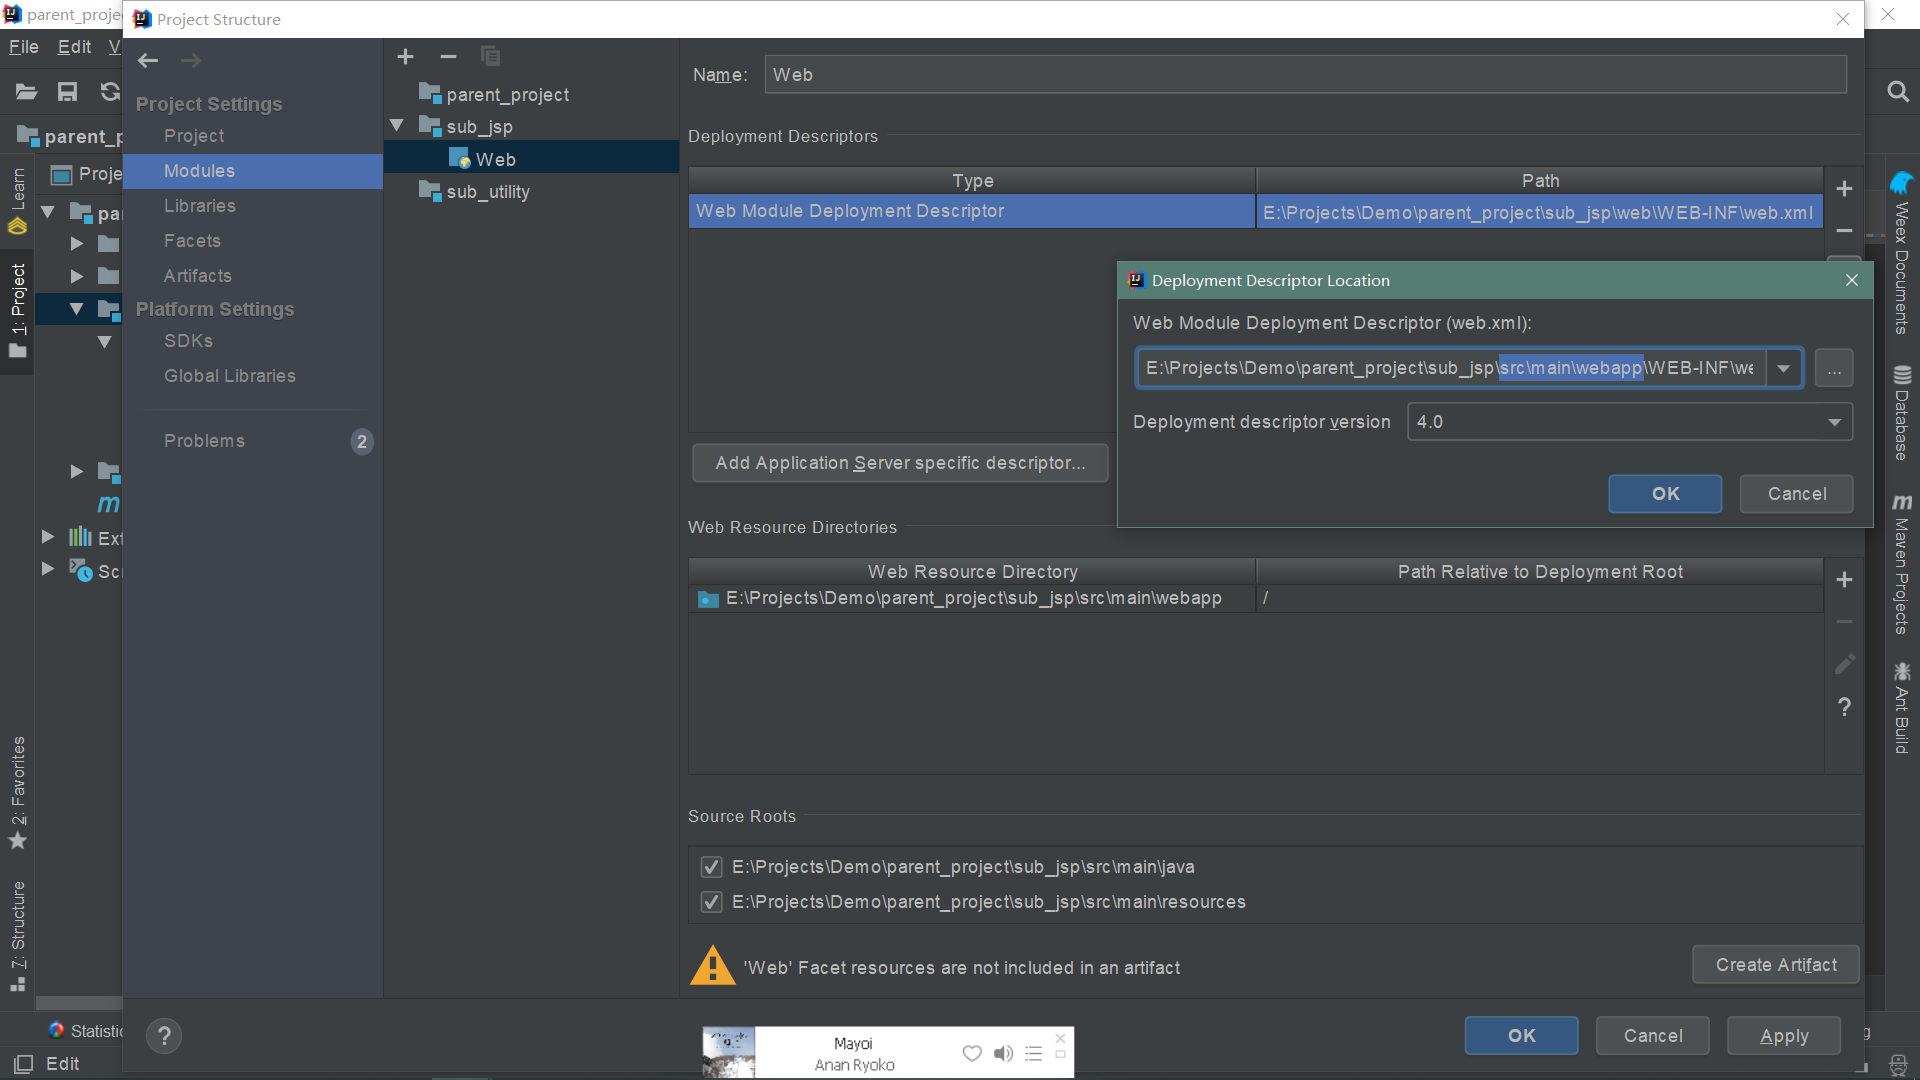 parent_proje
Project Structure
File Edit V
parent_p
Proje
pa
Ext
Scr
Learn
1: Project
2: Favorites
Z: Structure
Statistic
Edit
Project Settings
Project
Modules
Libraries
Facets
Artifacts
Platform Settings
SDKs
Global Libraries
Problems 2
parent_project
sub_jsp
Web
sub_utility
Name: Web
Deployment Descriptors
Type Path
Web Module Deployment Descriptor E:\Projects\Demo\parent_project\sub_jsp\web\WEB-INF\web.xml
Add Application Server specific descriptor...
Deployment Descriptor Location
Web Module Deployment Descriptor (web.xml):
E:\Projects\Demo\parent_project\sub_jsp\src\main\webapp\WEB-INF\we
...
Deployment descriptor version 4.0
OK Cancel
Web Resource Directories
Web Resource Directory Path Relative to Deployment Root
E:\Projects\Demo\parent_project\sub_jsp\src\main\webapp /
?
Source Roots
E:\Projects\Demo\parent_project\sub_jsp\src\main\java
E:\Projects\Demo\parent_project\sub_jsp\src\main\resources
'Web' Facet resources are not included in an artifact
Create Artifact
?
OK Cancel Apply
Mayoi
Anan Ryoko
Weex Documents
Database
Maven Projects
Ant Build